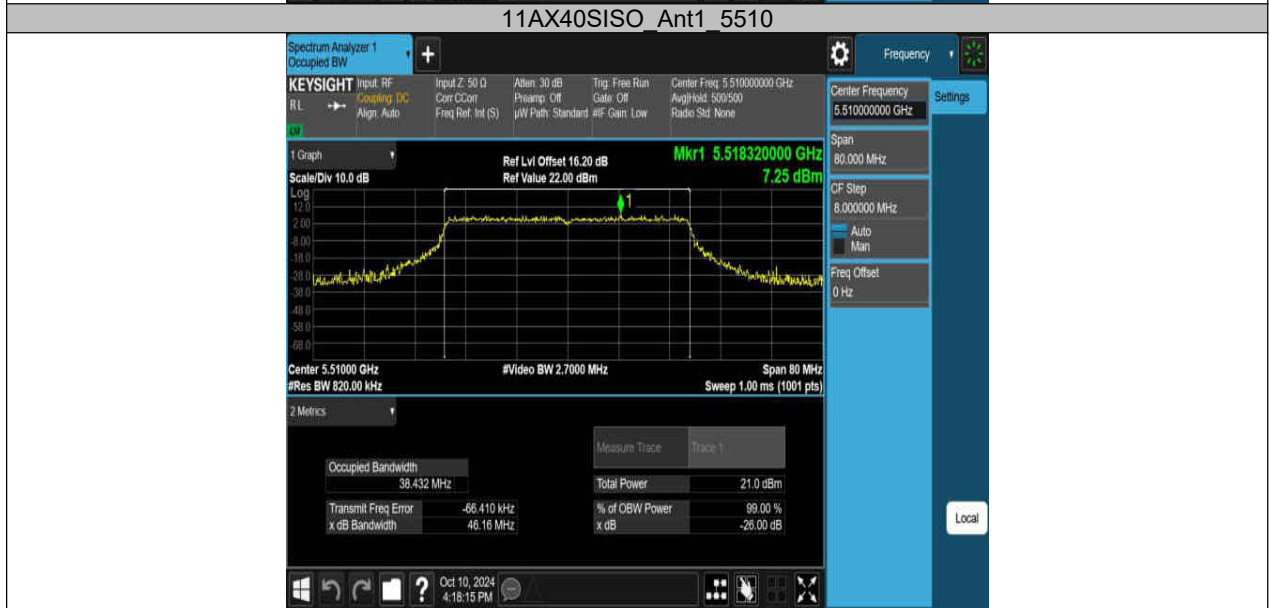 11AX40SISO_Ant1_5510
Spectrum Analyzer 1
Occupied BW
+
Frequency
KEYSIGHT
RL
Input: RF
Coupling: DC
Align: Auto
Input Z: 50 Ω
Corr CCorr
Freq Ref: Int (S)
Atten: 30 dB
Preamp: Off
µW Path: Standard
Trig: Free Run
Gate: Off
#IF Gain: Low
Center Freq: 5.510000000 GHz
Avg|Hold: 500/500
Radio Std: None
Center Frequency
5.510000000 GHz
Settings
Span
80.000 MHz
CF Step
8.000000 MHz
Auto
Man
Freq Offset
0 Hz
1 Graph
Ref Lvl Offset 16.20 dB
Mkr1 5.518320000 GHz
Scale/Div 10.0 dB
Ref Value 22.00 dBm
7.25 dBm
Log
12.0
2.00
-8.00
-18.0
-28.0
-38.0
-48.0
-58.0
-68.0
1
Center 5.51000 GHz
#Video BW 2.7000 MHz
Span 80 MHz
#Res BW 820.00 kHz
Sweep 1.00 ms (1001 pts)
2 Metrics
Measure Trace
Trace 1
Occupied Bandwidth
38.432 MHz
Total Power
21.0 dBm
Transmit Freq Error
-66.410 kHz
% of OBW Power
99.00 %
x dB Bandwidth
46.16 MHz
x dB
-26.00 dB
Local
?
Oct 10, 2024
4:18:15 PM